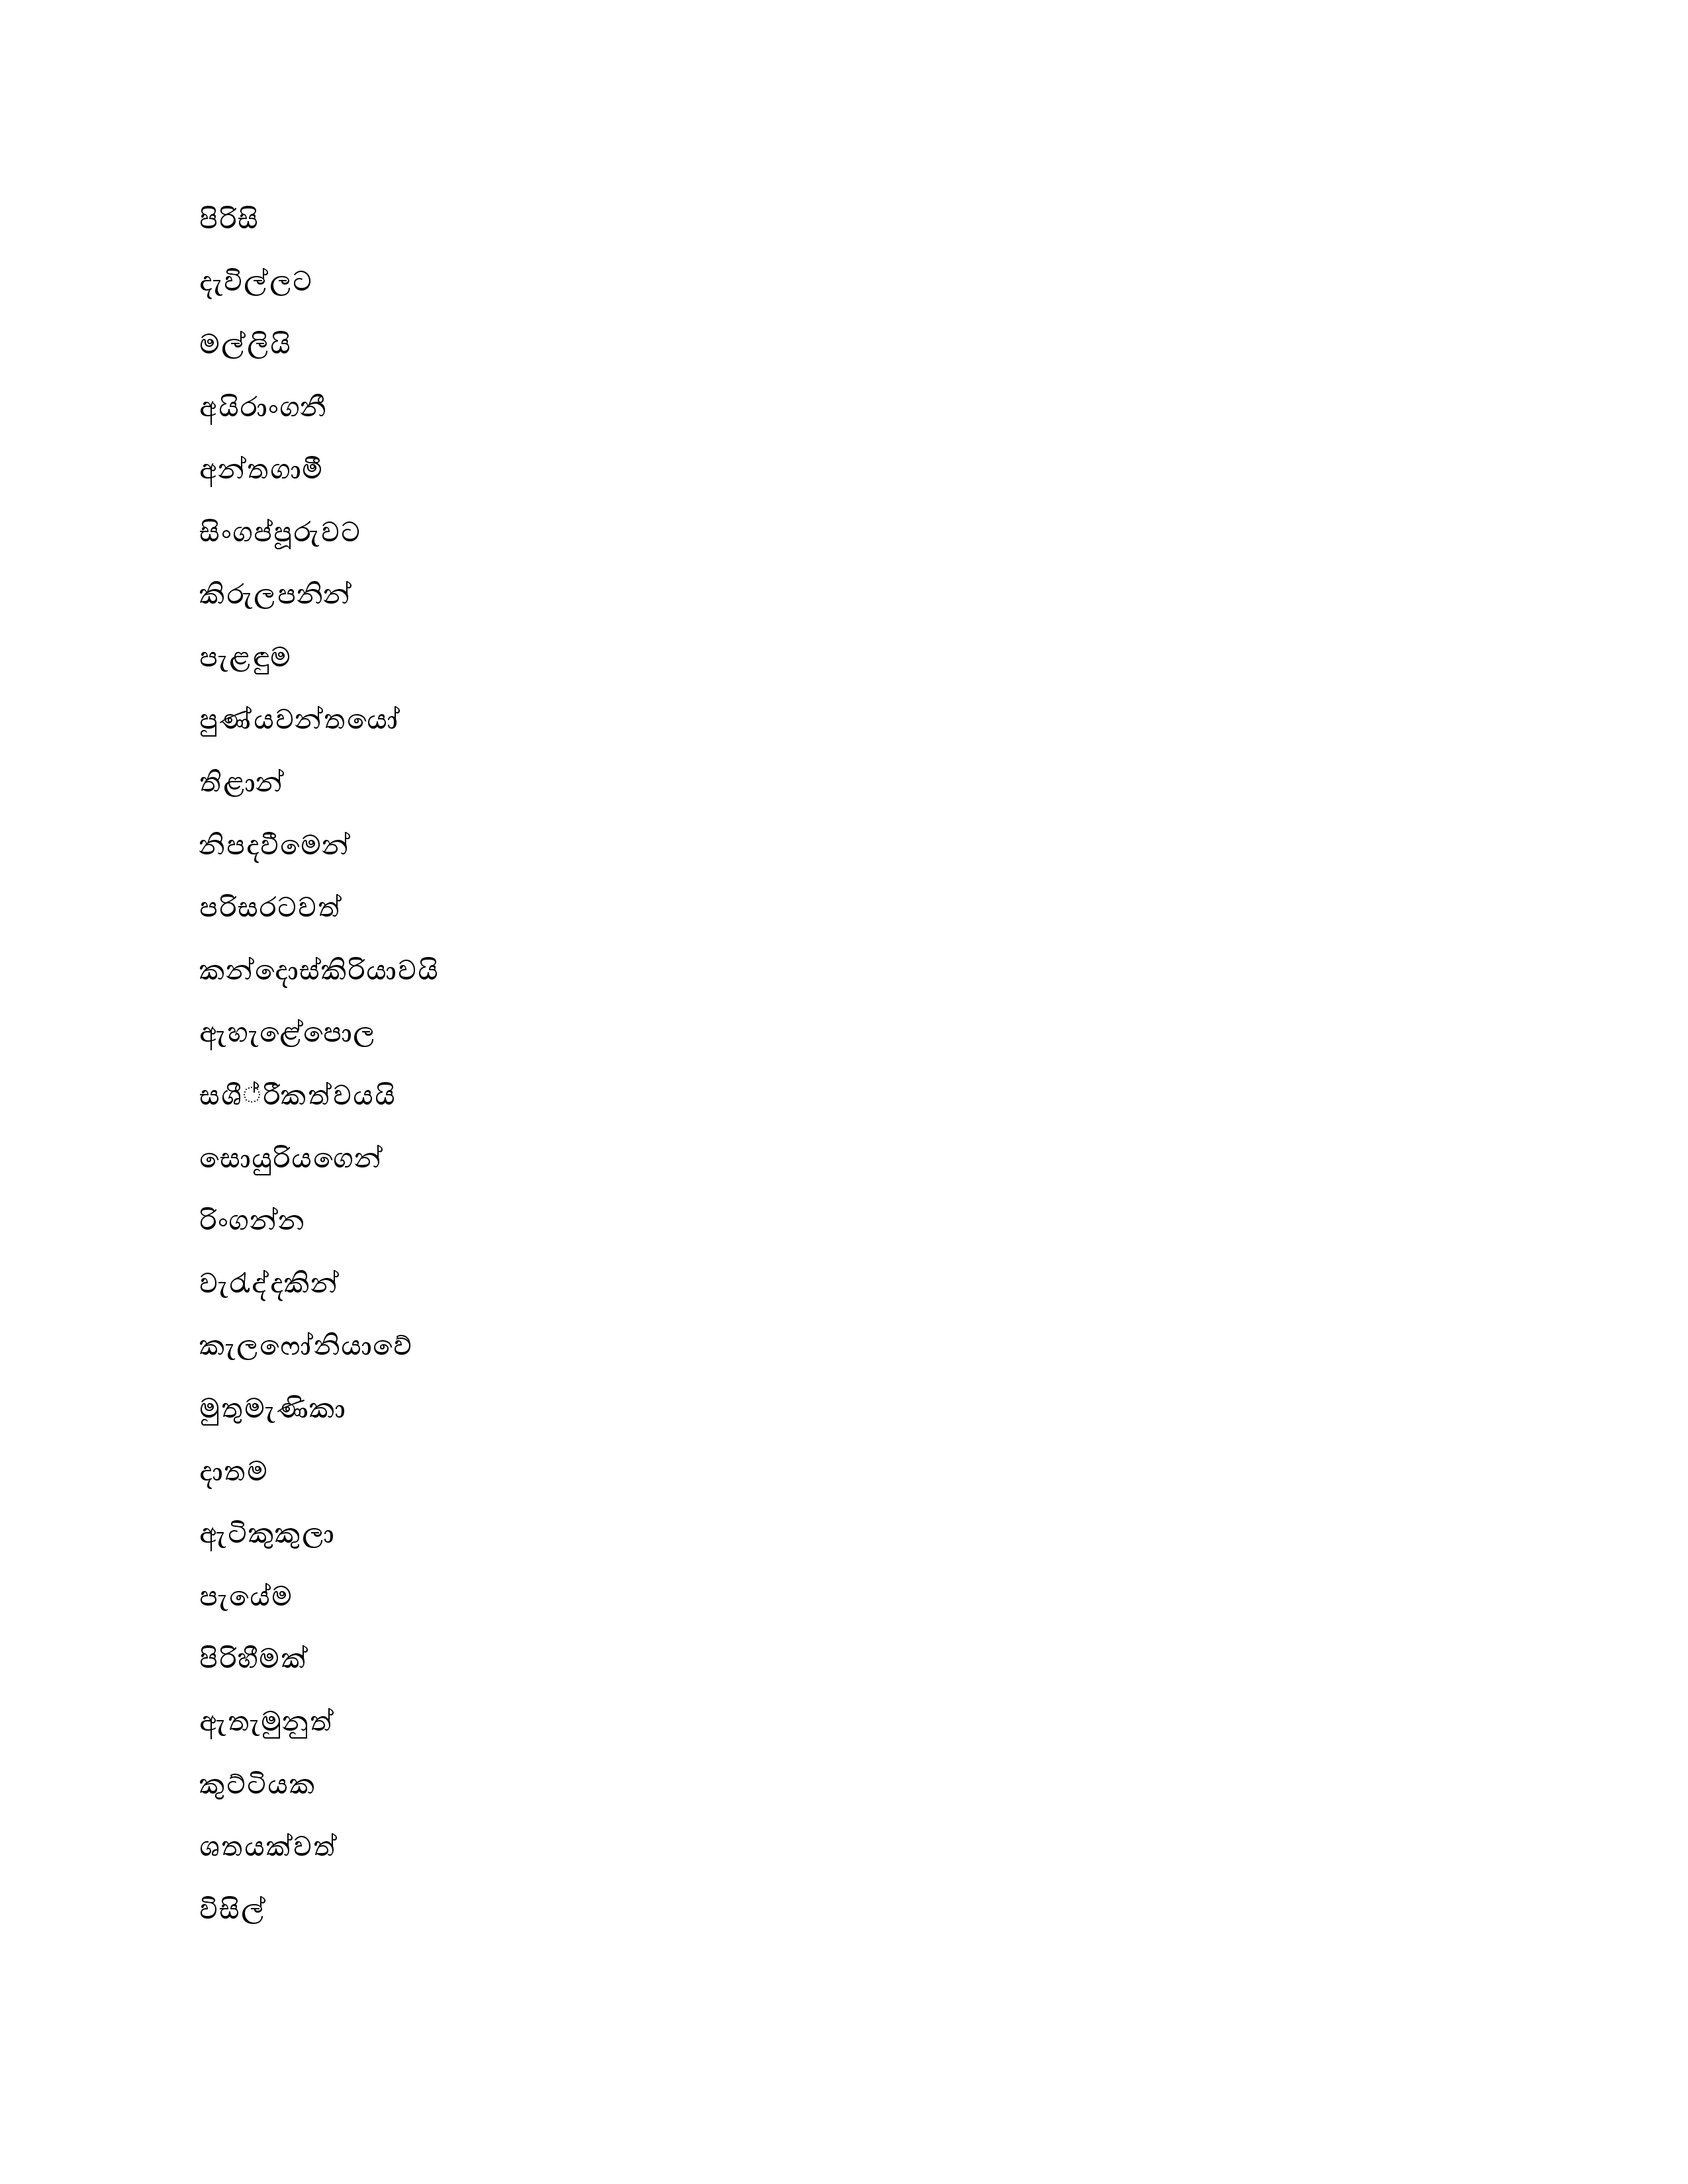 පිරිසි
දැවිල්ලට
මල්ලියි
අයිරාංගනී
අන්තගාමී
සිංගප්පූරුවට
කිරුලපනින්
පැළඳුම
පුණ්යවන්තයෝ
තිළාන්
නිපදවීමෙන්
පරිසරටවත්
කන්දොස්කිරියාවයි
ඇහැළේපොල
සශී්රීකත්වයයි
සොයුරියගෙන්
රිංගන්න
වැරැද්දකින්
කැලෆෝනියාවේ
මුතුමැණිකා
දාතම
ඇටිකුකුලා
පැයේම
පිරිහීමක්
ඇතැමුනුත්
කුට්ටියක
ශතයක්වත්
විසිල්